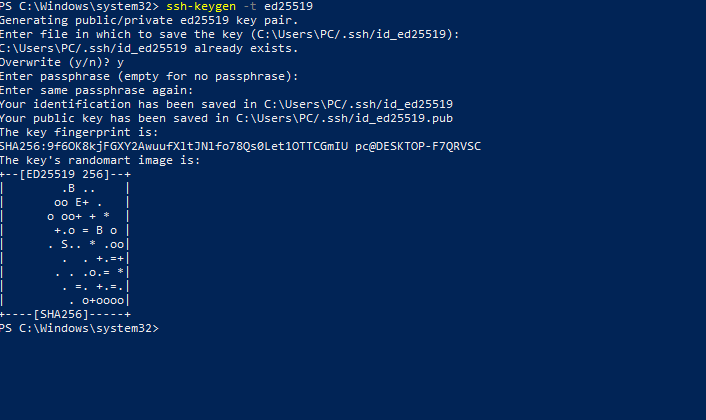 PS C:\Windows\system32> ssh-keygen -t ed25519
Generating public/private ed25519 key pair.
Enter file in which to save the key (C:\Users\PC/.ssh/id_ed25519):
C:\Users\PC/.ssh/id_ed25519 already exists.
Overwrite (y/n)? y
Enter passphrase (empty for no passphrase):
Enter same passphrase again:
Your identification has been saved in C:\Users\PC/.ssh/id_ed25519
Your public key has been saved in C:\Users\PC/.ssh/id_ed25519.pub
The key fingerprint is:
SHA256:9f6OK8kjFGXY2AwuufXltJNlfo78Qs0Let1OTTCGmIU pc@DESKTOP-F7QRVSC
The key's randomart image is:
+--[ED25519 256]--+
|        .B ..    |
|       oo E+ .   |
|      o oo+ + *  |
|       +.o = B o |
|      . S.. * .oo|
|        .  . +.=+|
|       . . .o.= *|
|        . =. +.=.|
|         . o+oooo|
+----[SHA256]-----+
PS C:\Windows\system32>